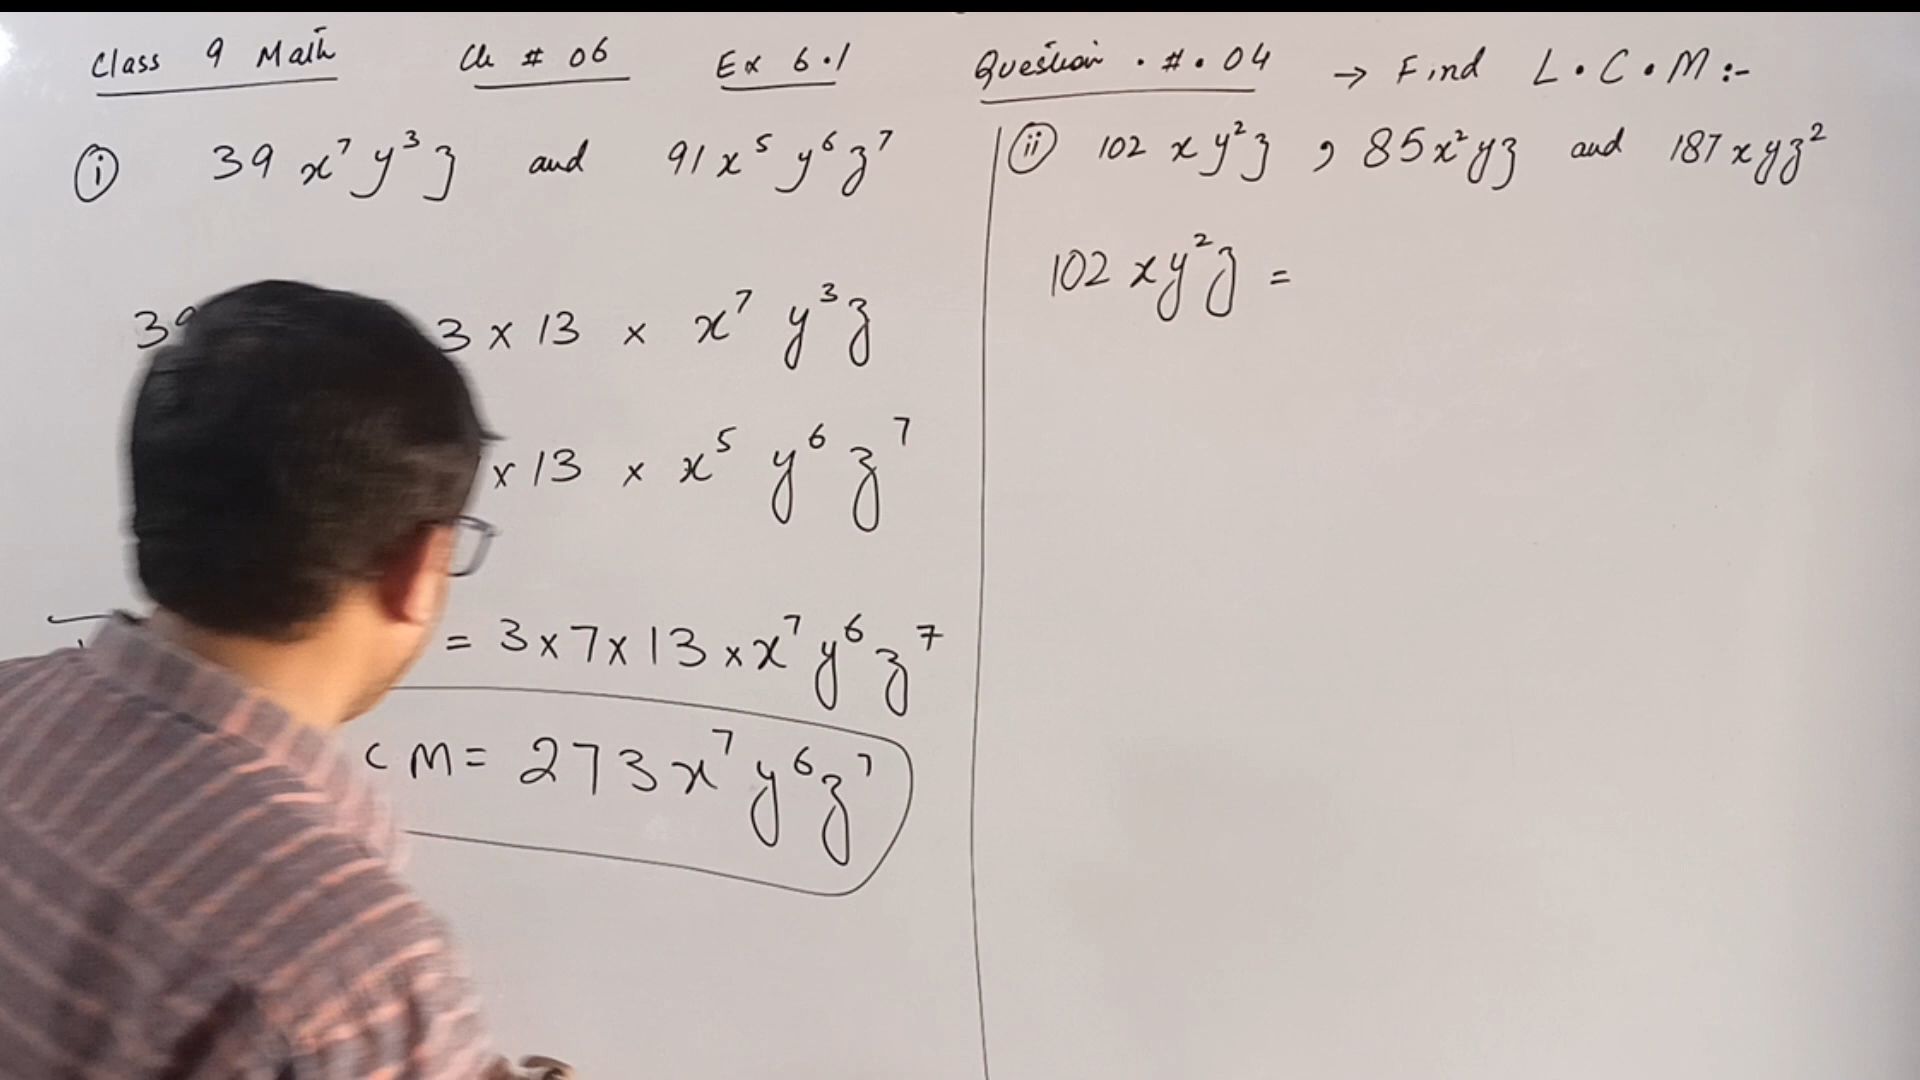 Class 9 Math Ch # 06 Ex 6.1 Question . # . 04 → Find L.C.M :-
(i) 39 x⁷ y³ z and 91 x⁵ y⁶ z⁷
39 3 × 13 × x⁷ y³ z
× 13 × x⁵ y⁶ z⁷
= 3 × 7 × 13 × x⁷ y⁶ z⁷
C M = 273 x⁷ y⁶ z⁷
(ii) 102 x y² z , 85 x² y z and 187 x y z²
102 x y² z =